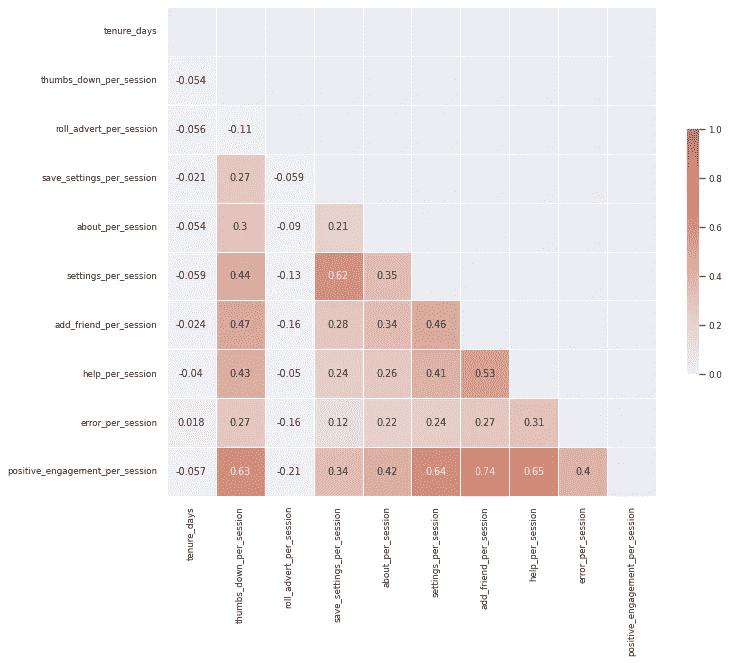 tenure_days
thumbs_down_per_session -0.054
roll_advert_per_session -0.056 -0.11
save_settings_per_session -0.021 0.27 -0.059
about_per_session -0.054 0.3 -0.09 0.21
settings_per_session -0.059 0.44 -0.13 0.62 0.35
add_friend_per_session -0.024 0.47 -0.16 0.28 0.34 0.46
help_per_session -0.04 0.43 -0.05 0.24 0.26 0.41 0.53
error_per_session 0.018 0.27 -0.16 0.12 0.22 0.24 0.27 0.31
positive_engagement_per_session -0.057 0.63 -0.21 0.34 0.42 0.64 0.74 0.65 0.4
tenure_days
thumbs_down_per_session
roll_advert_per_session
save_settings_per_session
about_per_session
settings_per_session
add_friend_per_session
help_per_session
error_per_session
positive_engagement_per_session
1.0
0.8
0.6
0.4
0.2
0.0